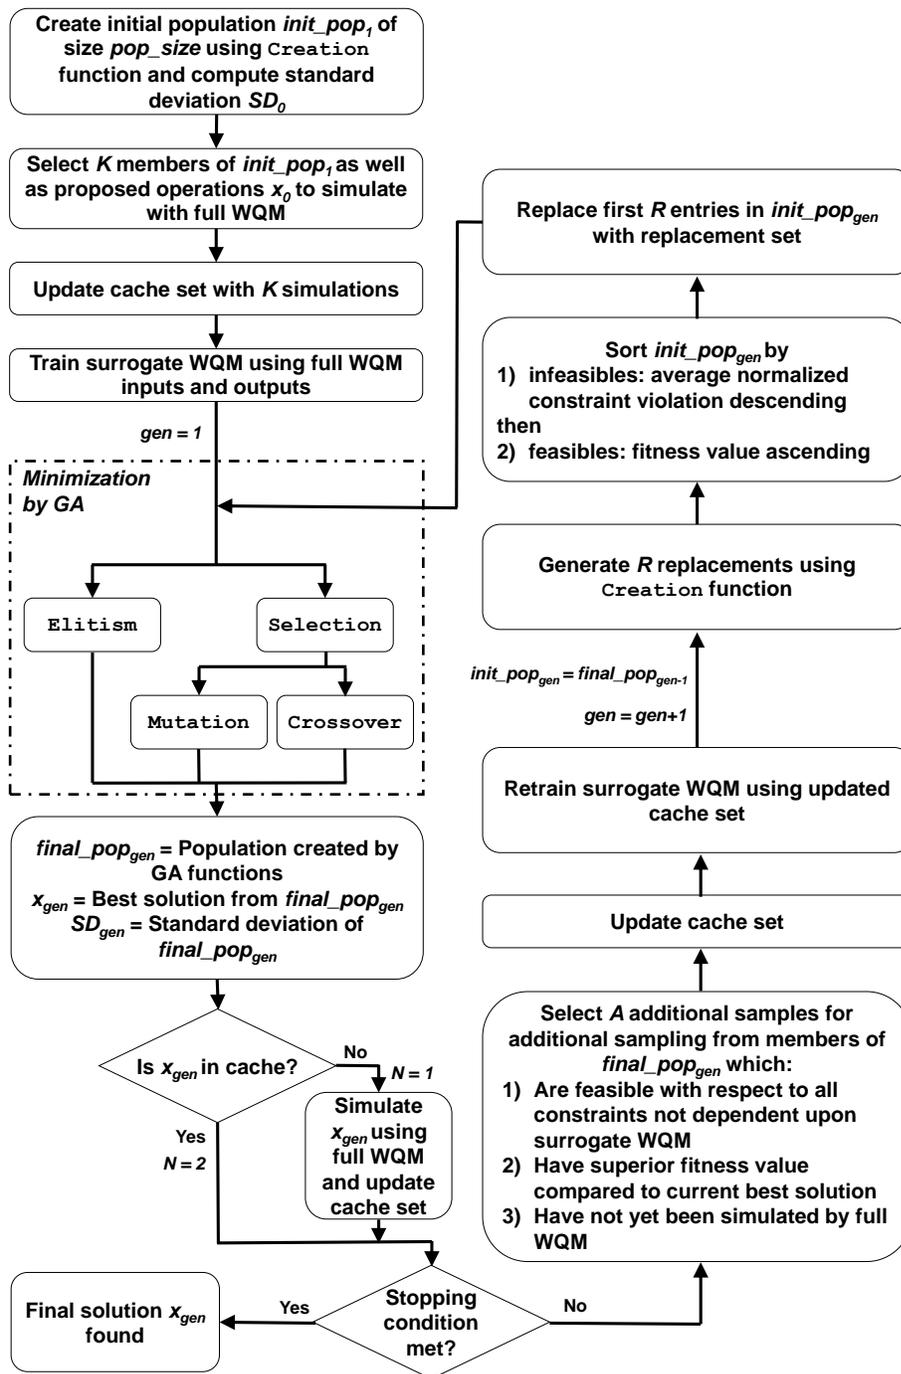 Create initial population init_pop1 of
size pop_size using Creation
function and compute standard
deviation SD0
Select K members of init_pop1 as well
as proposed operations x0 to simulate
with full WQM
Update cache set with K simulations
Train surrogate WQM using full WQM
inputs and outputs
gen = 1
Minimization
by GA
Elitism
Selection
Mutation
Crossover
final_popgen = Population created by
GA functions
xgen = Best solution from final_popgen
SDgen = Standard deviation of
final_popgen
Is xgen in cache?
No
N = 1
Yes
N = 2
Simulate
xgen using
full WQM
and update
cache set
Stopping
condition
met?
Yes
No
Final solution xgen
found
Select A additional samples for
additional sampling from members of
final_popgen which:
1) Are feasible with respect to all
constraints not dependent upon
surrogate WQM
2) Have superior fitness value
compared to current best solution
3) Have not yet been simulated by full
WQM
Update cache set
Retrain surrogate WQM using updated
cache set
gen = gen+1
init_popgen = final_popgen-1
Generate R replacements using
Creation function
Sort init_popgen by
1) infeasibles: average normalized
constraint violation descending
then
2) feasibles: fitness value ascending
Replace first R entries in init_popgen
with replacement set